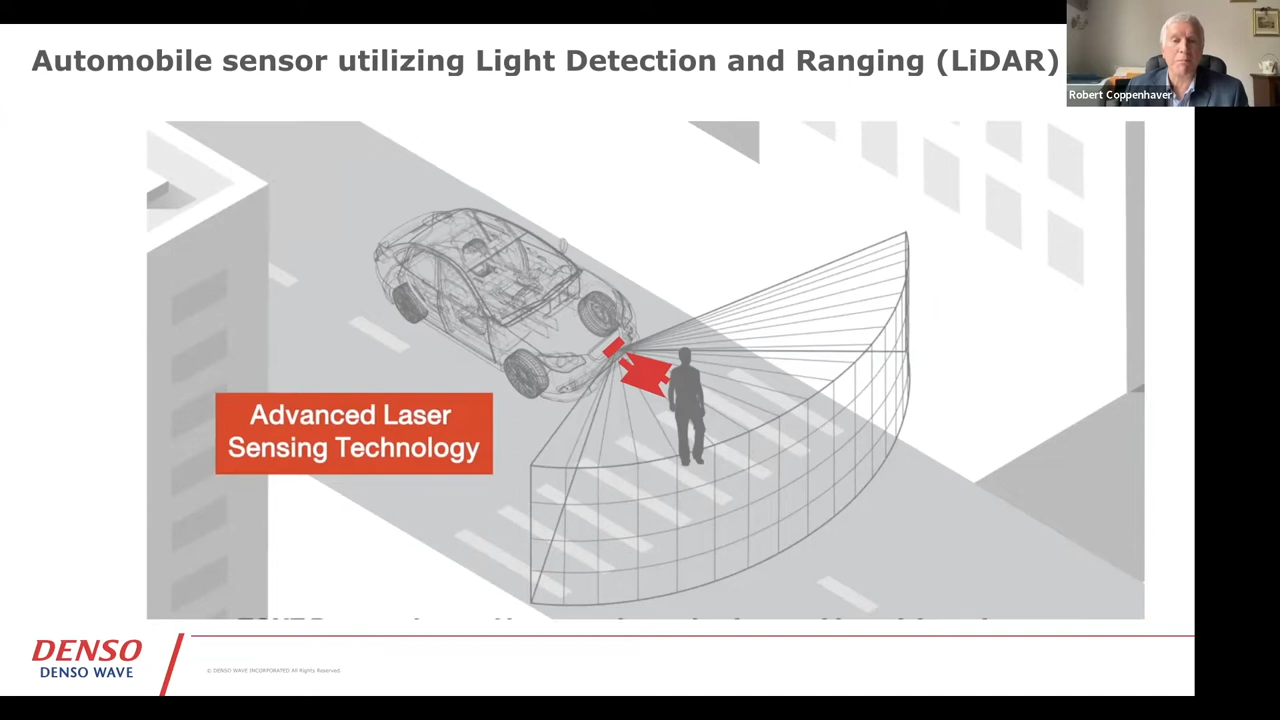 Automobile sensor utilizing Light Detection and Ranging (LiDAR)
Robert Coppenhaver
Advanced Laser
Sensing Technology
DENSO
DENSO WAVE
© DENSO WAVE INCORPORATED All Rights Reserved.